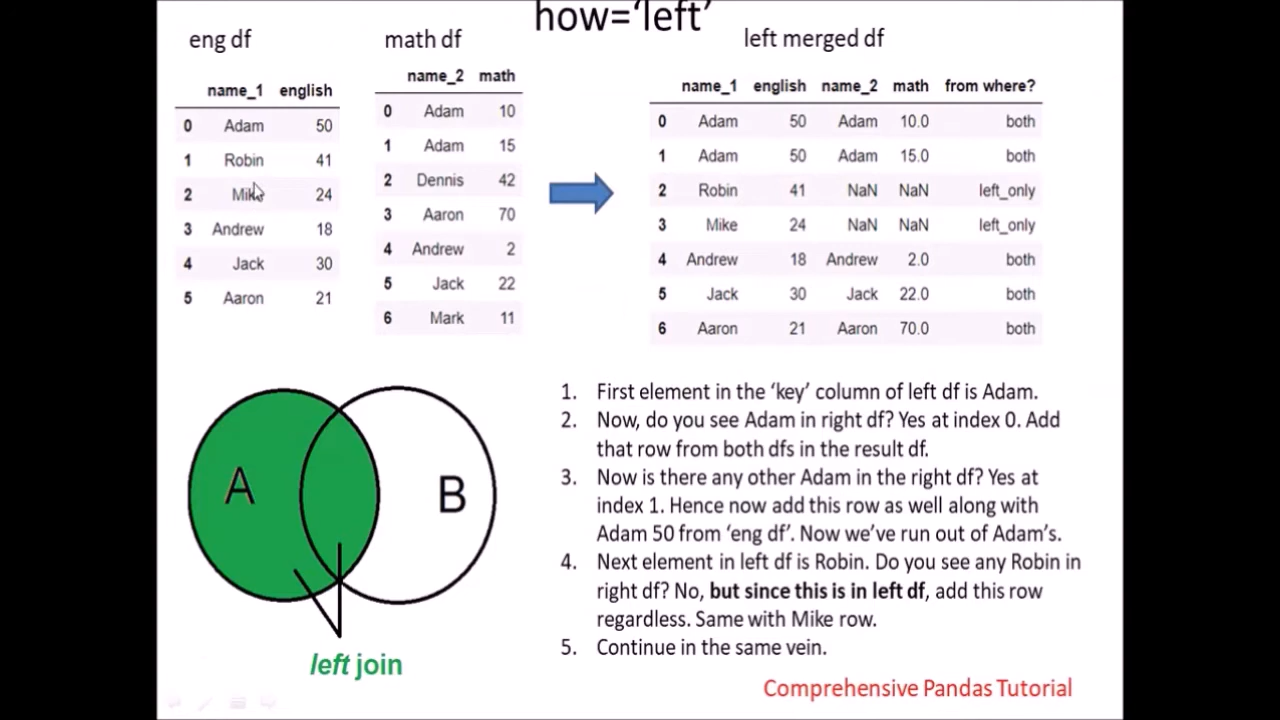 how='left'
eng df
name_1 english
0 Adam 50
1 Robin 41
2 Mike 24
3 Andrew 18
4 Jack 30
5 Aaron 21
math df
name_2 math
0 Adam 10
1 Adam 15
2 Dennis 42
3 Aaron 70
4 Andrew 2
5 Jack 22
6 Mark 11
left merged df
name_1 english name_2 math from where?
0 Adam 50 Adam 10.0 both
1 Adam 50 Adam 15.0 both
2 Robin 41 NaN NaN left_only
3 Mike 24 NaN NaN left_only
4 Andrew 18 Andrew 2.0 both
5 Jack 30 Jack 22.0 both
6 Aaron 21 Aaron 70.0 both
A
B
left join
1. First element in the ‘key’ column of left df is Adam.
2. Now, do you see Adam in right df? Yes at index 0. Add
that row from both dfs in the result df.
3. Now is there any other Adam in the right df? Yes at
index 1. Hence now add this row as well along with
Adam 50 from ‘eng df’. Now we’ve run out of Adam’s.
4. Next element in left df is Robin. Do you see any Robin in
right df? No, but since this is in left df, add this row
regardless. Same with Mike row.
5. Continue in the same vein.
Comprehensive Pandas Tutorial